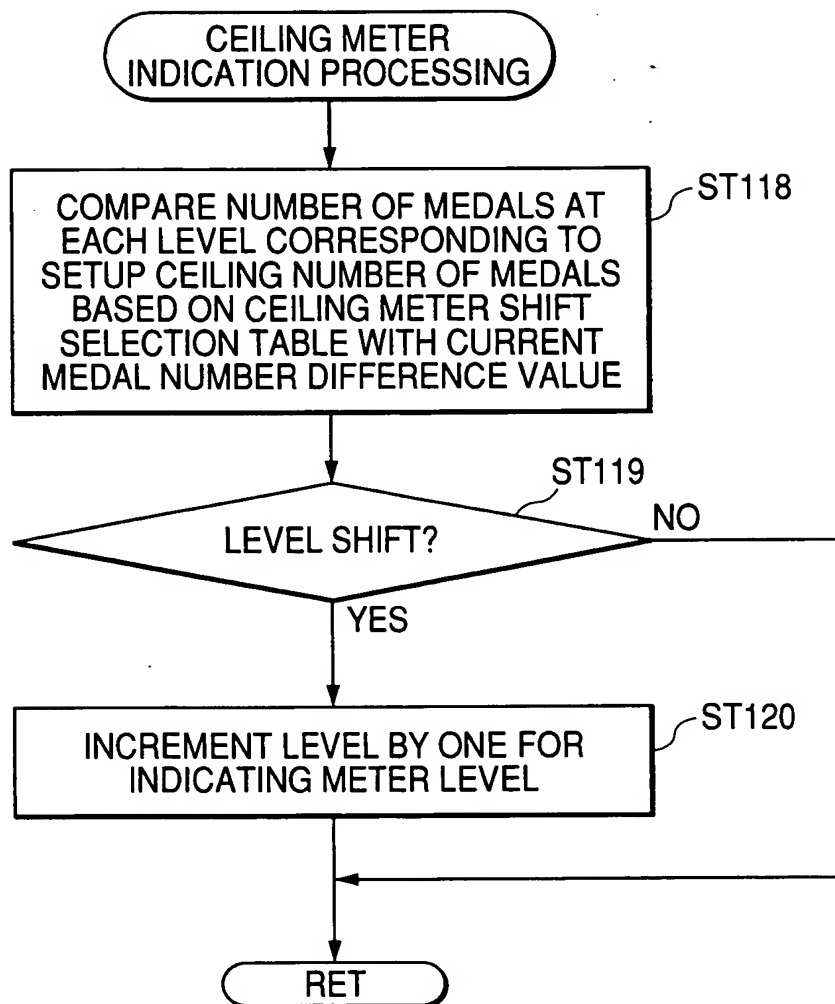 CEILING METER
INDICATION PROCESSING
ST118
COMPARE NUMBER OF MEDALS AT
EACH LEVEL CORRESPONDING TO
SETUP CEILING NUMBER OF MEDALS
BASED ON CEILING METER SHIFT
SELECTION TABLE WITH CURRENT
MEDAL NUMBER DIFFERENCE VALUE
ST119
LEVEL SHIFT?
NO
YES
ST120
INCREMENT LEVEL BY ONE FOR
INDICATING METER LEVEL
RET